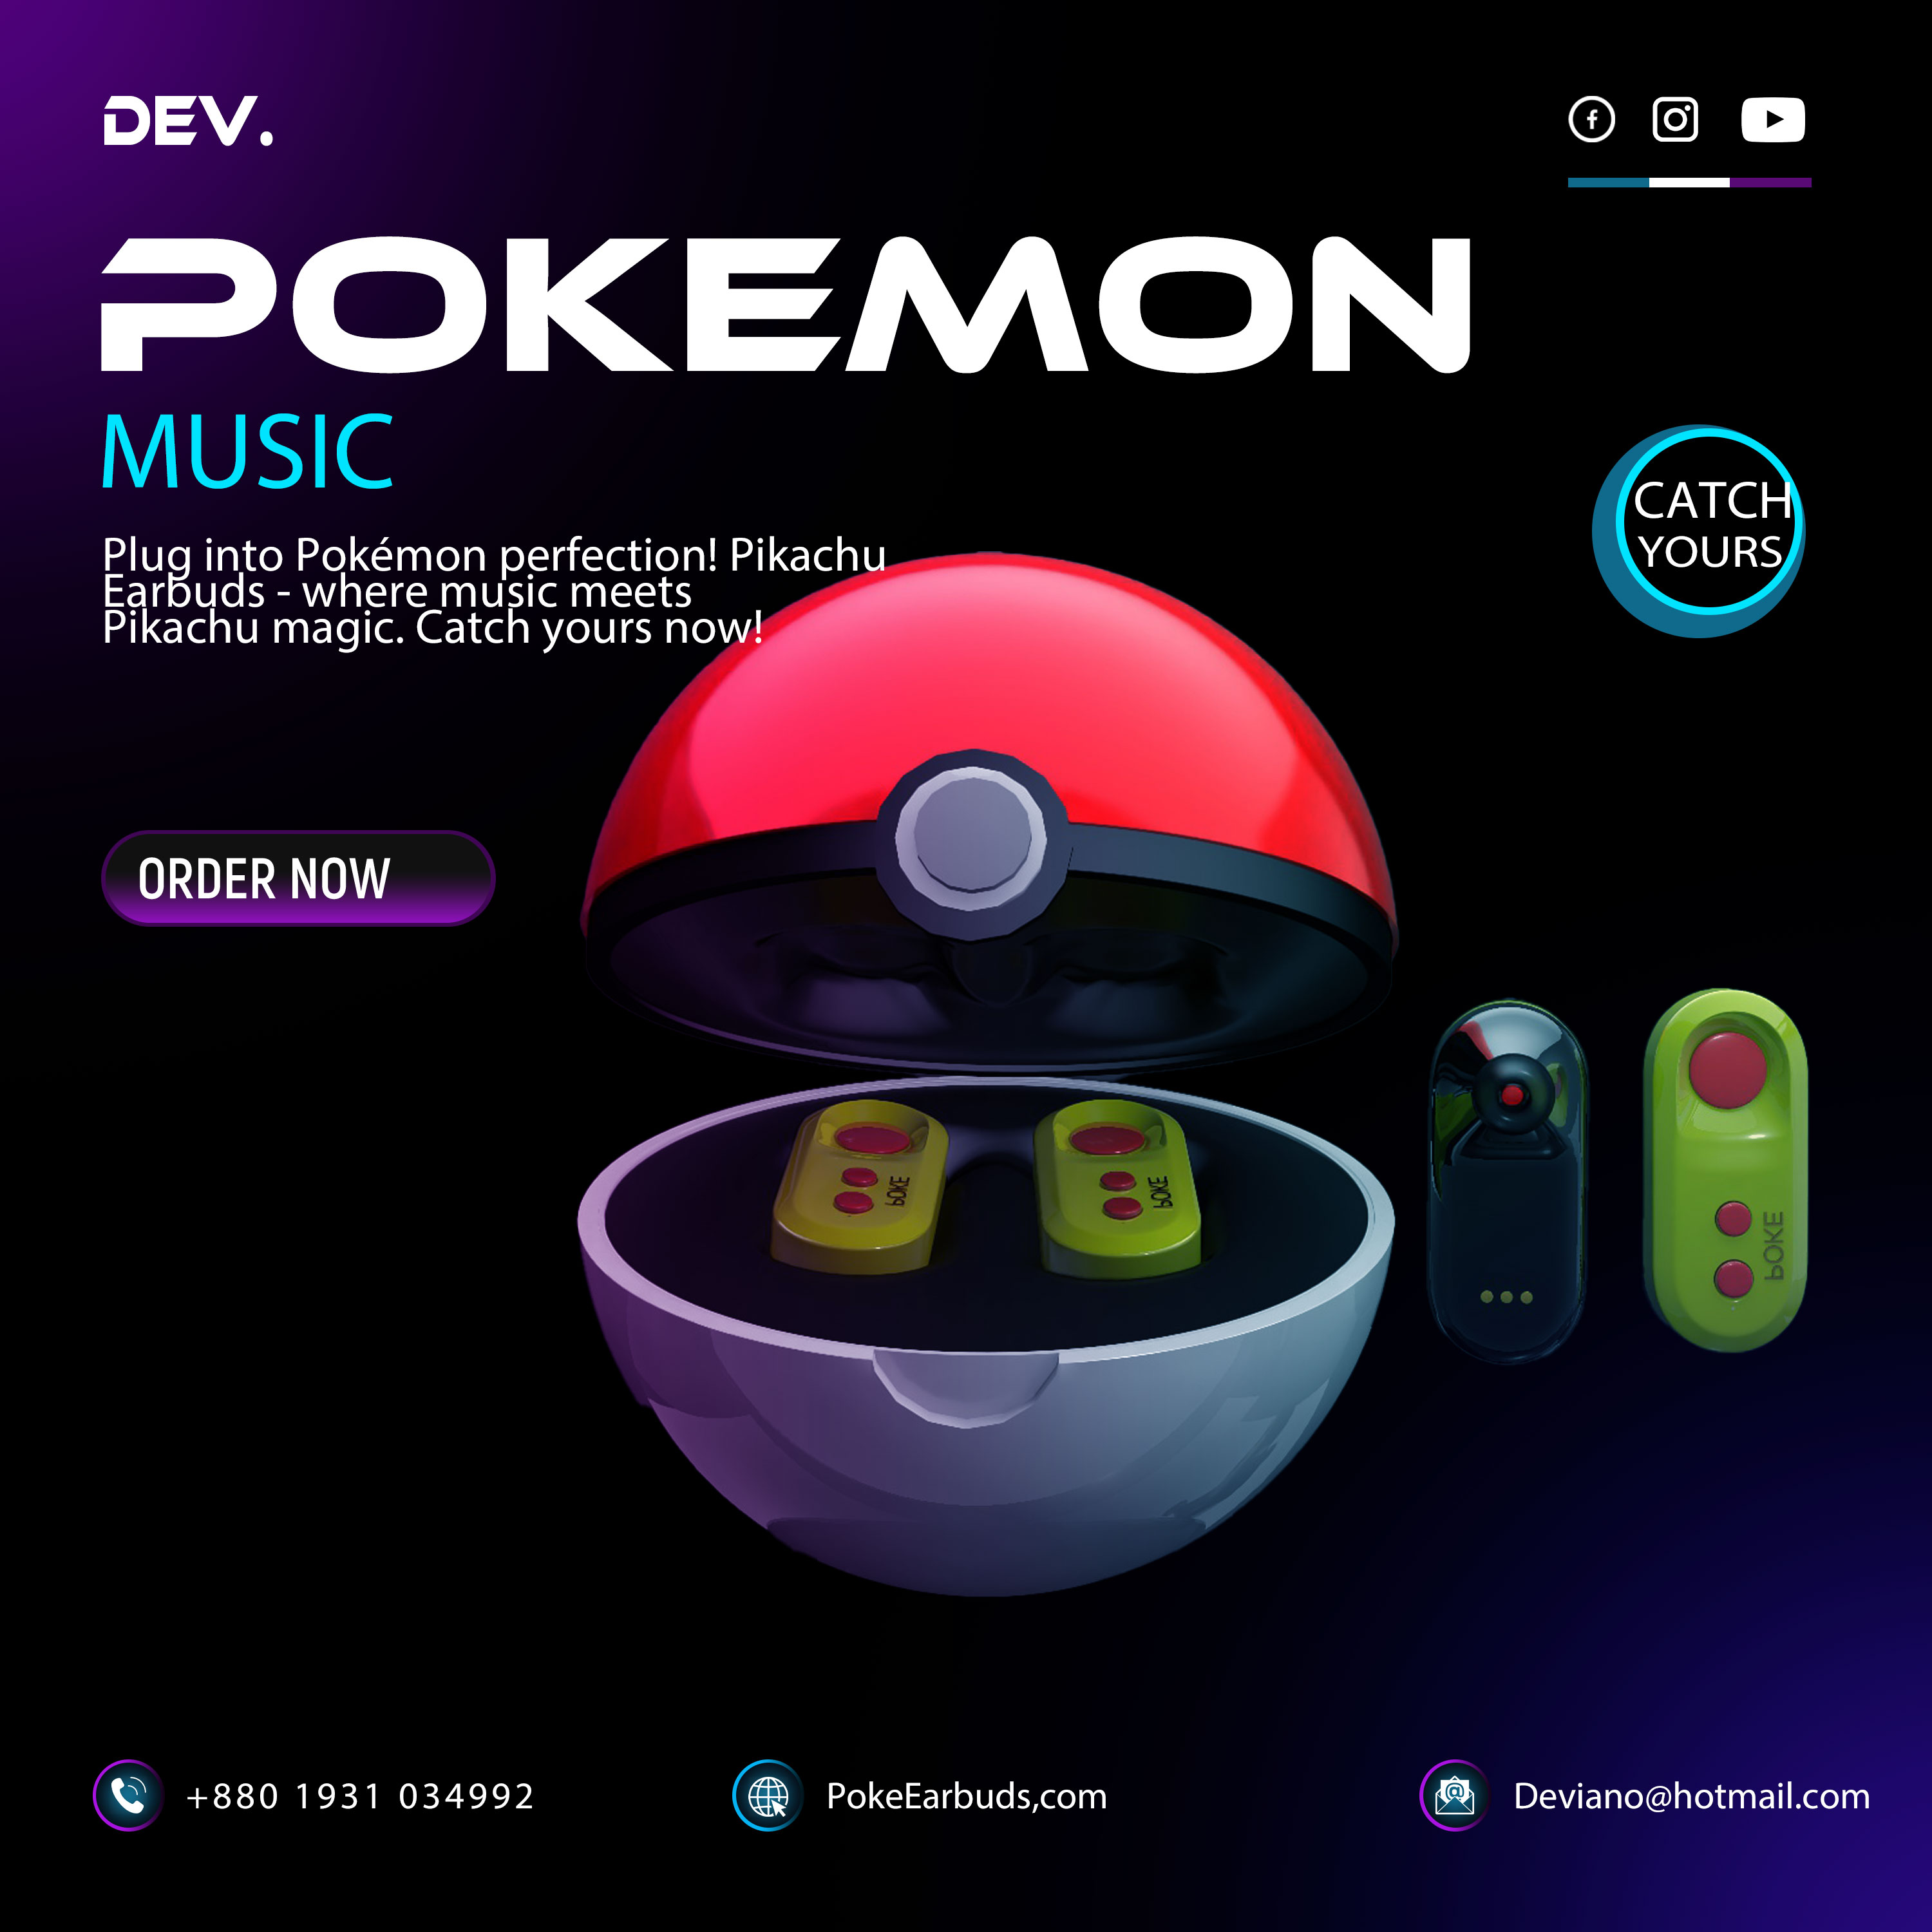 DEV.
POKEMON
MUSIC
Plug into Pokémon perfection! Pikachu
Earbuds - where music meets
Pikachu magic. Catch yours now!
CATCH
YOURS
ORDER NOW
POKE
POKE
POKE
+880 1931 034992
PokeEarbuds,com
Deviano@hotmail.com